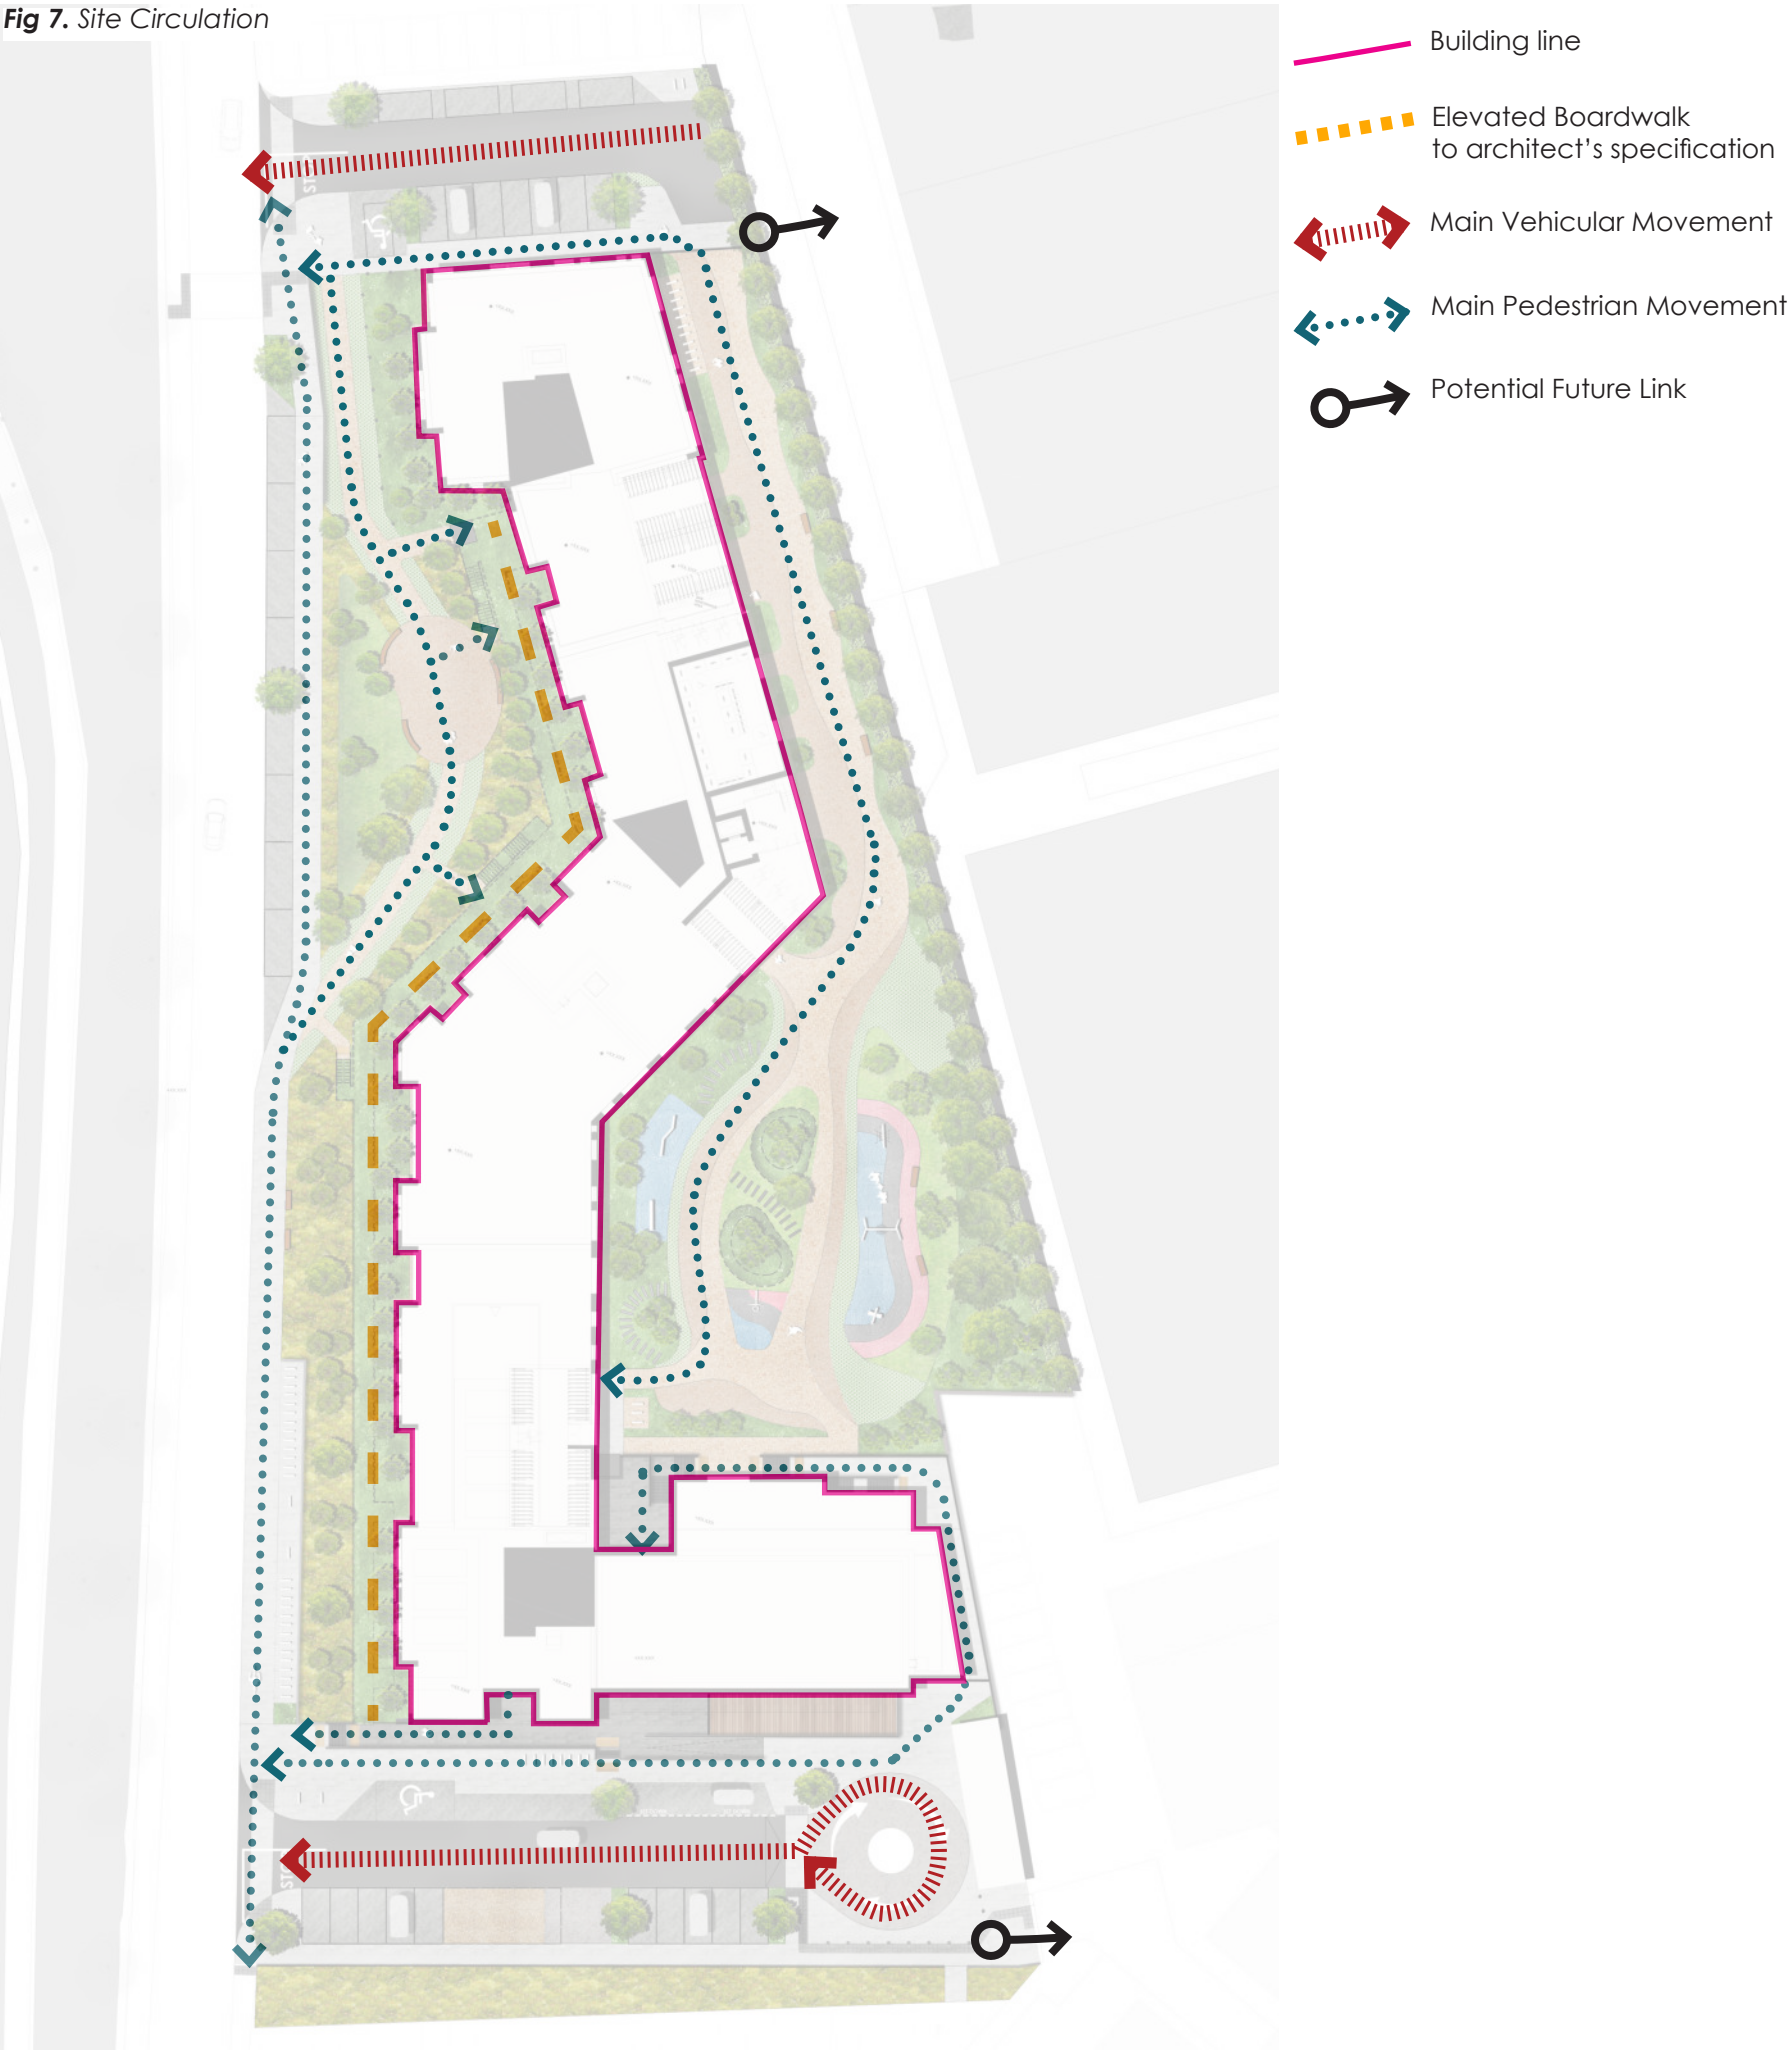 Fig 7. Site Circulation
Building line
Elevated Boardwalk
to architect's specification
Main Vehicular Movement
Main Pedestrian Movement
Potential Future Link